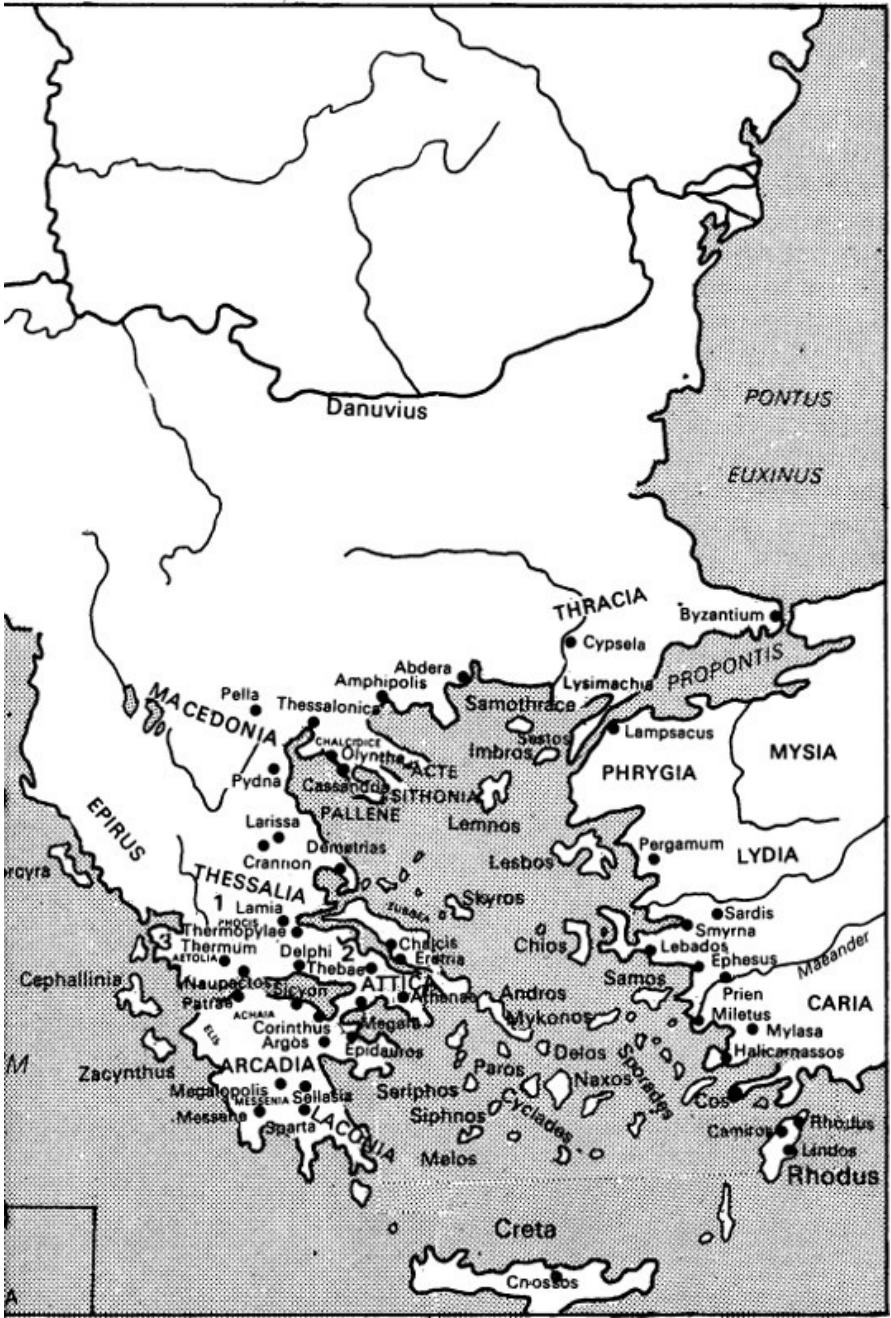 Danuvius
PONTUS
EUXINUS
THRACIA
Byzantium
Cypsela
PROPONTIS
Abdera
Amphipolis
Lysimachia
Pella
MACEDONIA
Thessalonica
Samothrace
Sestos
Lampsacus
CHALCIDICE
Imbros
MYSIA
Olynthe
ACTE
PHRYGIA
Pydna
Cassandria
SITHONIA
PALLENE
Lemnos
EPIRUS
Larissa
Demetrias
Pergamum
Crannon
Lesbos
LYDIA
orcyra
THESSALIA
1
Skyros
Lamia
EUBOEA
Sardis
PHOCIS
Thermopylae
Smyrna
3
Thermum
Delphi
2
Chalcis
Chios
Lebados
AETOLIA
Thebae
Eretria
Ephesus
Maeander
Cephallinia
Naupactos
Sicyon
ATTICA
Samos
Prien
Patrae
Athenae
Andros
CARIA
ACHAIA
Megara
Mykonos
Miletus
Corinthus
Mylasa
ELIS
Argos
Epidauros
Delos
Sporades
Halicarnassos
M
Zacynthus
ARCADIA
Paros
Megalopolis
Seriphos
Naxos
MESSENIA
Sellasia
Cos
Messene
Siphnos
Cyclades
Sparta
LACONIA
Camiros
Rhodus
Melos
Lindos
Rhodus
Creta
Cnossos
A